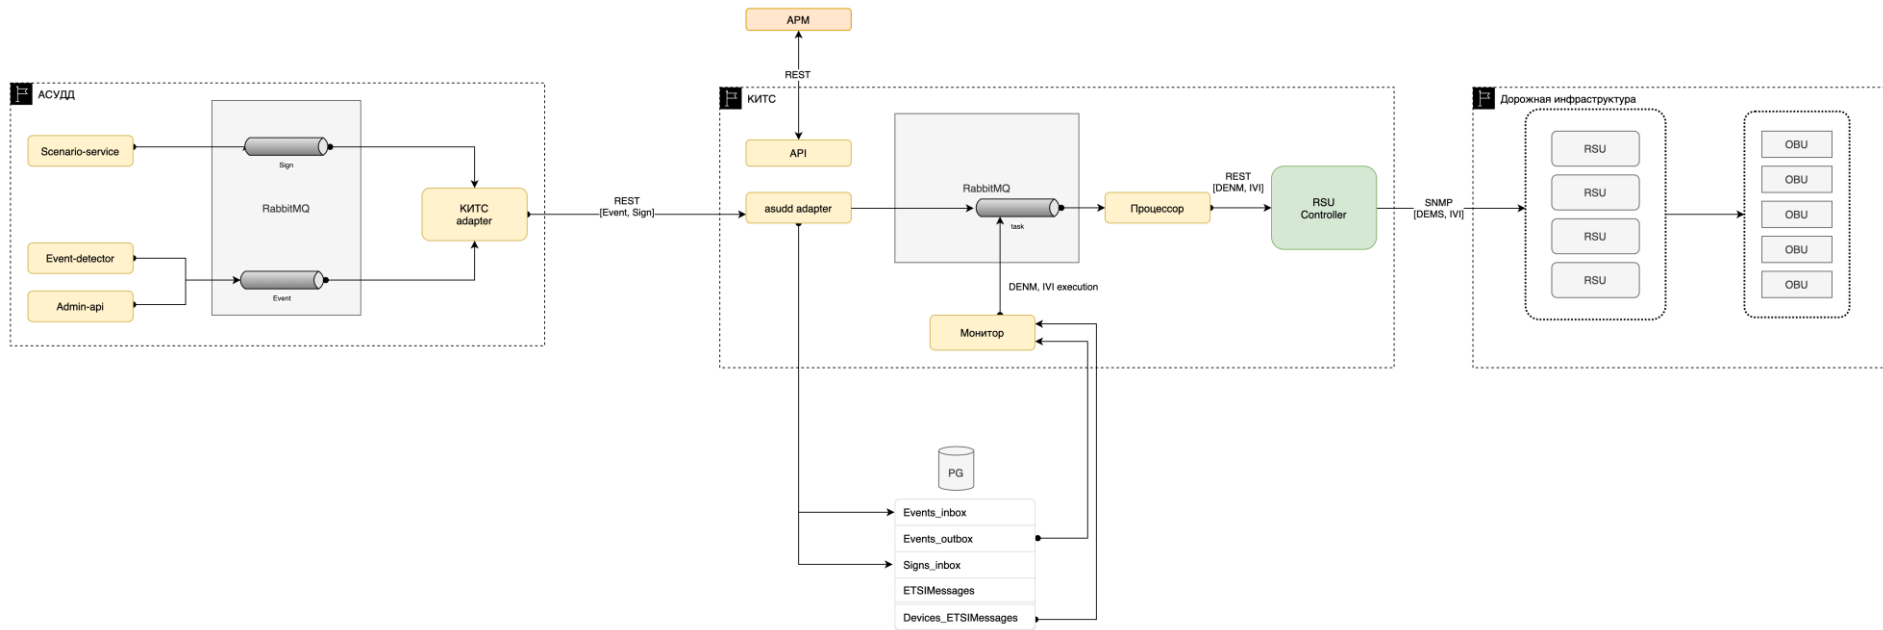 АРМ
REST
АСУДД
Scenario-service
Sign
RabbitMQ
Event-detector
Admin-api
Event
КИТС
adapter
REST
[Event, Sign]
КИТС
API
asudd adapter
RabbitMQ
task
Процессор
DENM, IVI execution
Монитор
REST
[DENM, IVI]
RSU
Controller
SNMP
[DEMS, IVI]
Дорожная инфраструктура
RSU
RSU
RSU
RSU
OBU
OBU
OBU
OBU
OBU
PG
Events_inbox
Events_outbox
Signs_inbox
ETSIMessages
Devices_ETSIMessages